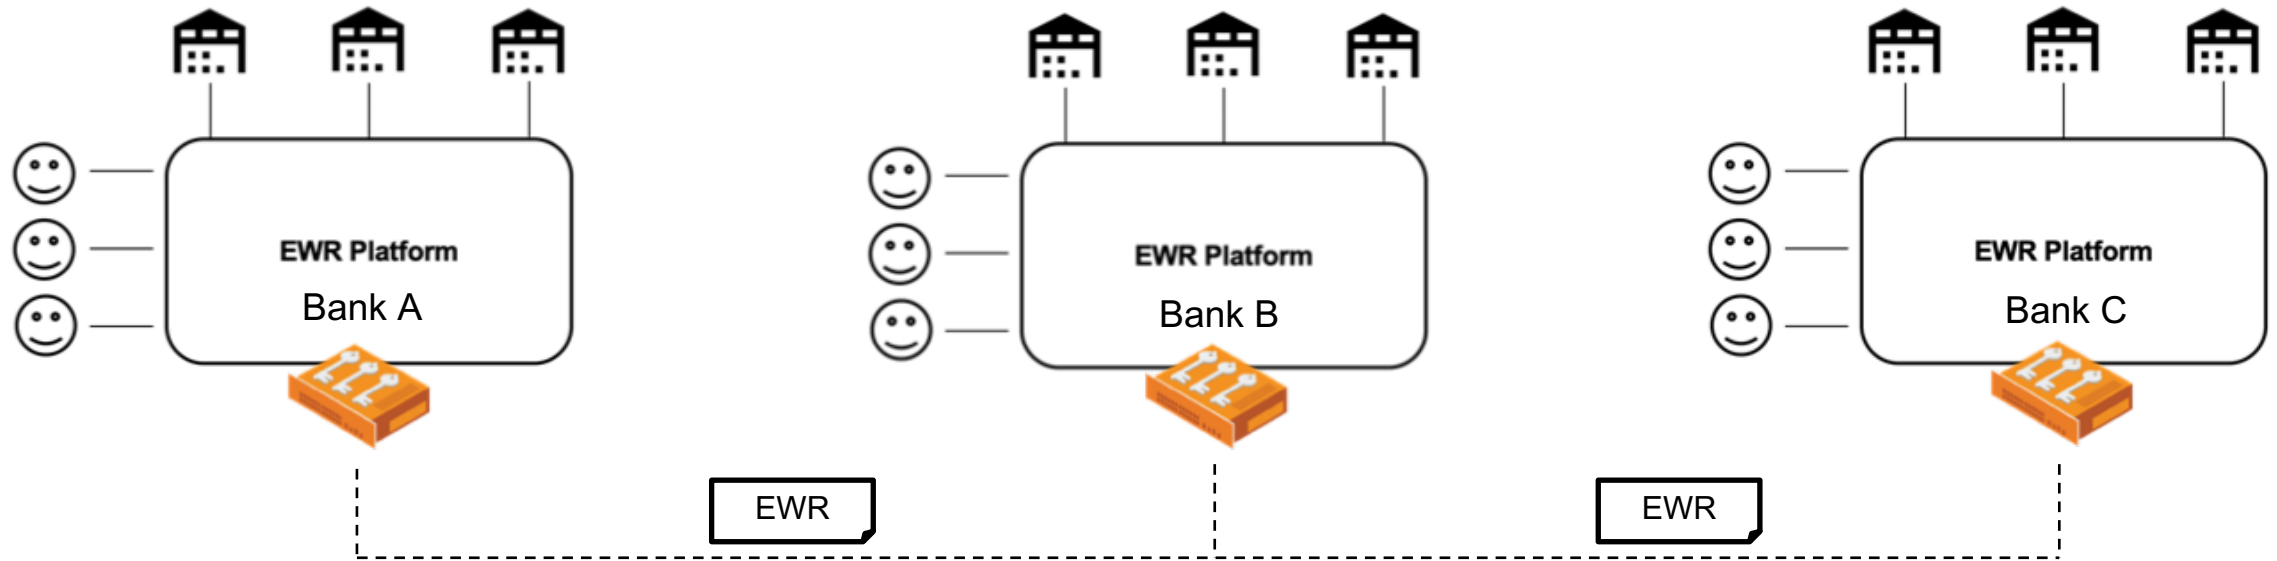 EWR Platform
Bank A
EWR Platform
Bank B
EWR Platform
Bank C
EWR
EWR